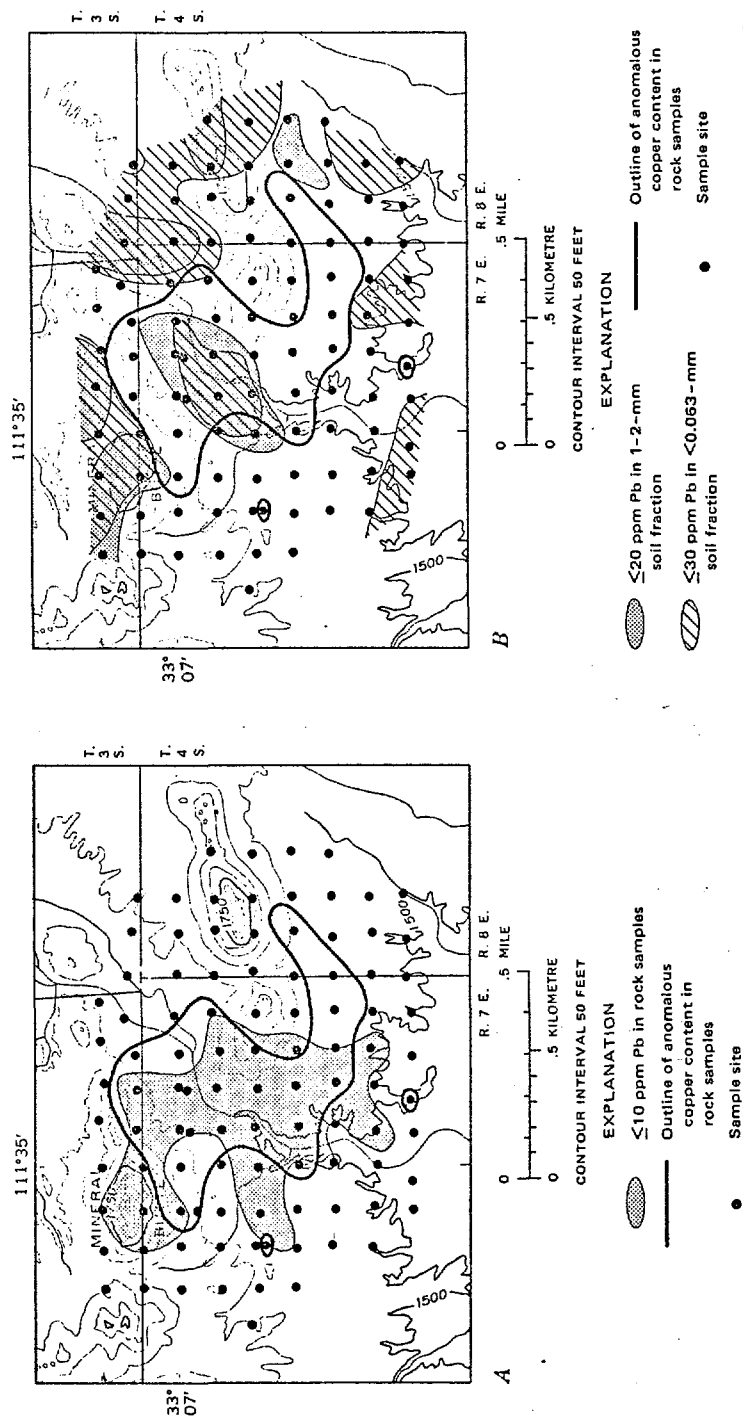 111°35'
T.
3
S.
T.
4
S.
33°
07'
MINERAL
1750
1500
1500
R. 7 E. R. 8 E.
0 .5 MILE
0 .5 KILOMETRE
CONTOUR INTERVAL 50 FEET
EXPLANATION
≤10 ppm Pb in rock samples
Outline of anomalous
copper content in
rock samples
Sample site
A
111°35'
T.
3
S.
T.
4
S.
33°
07'
1500
R. 7 E. R. 8 E.
0 .5 MILE
0 .5 KILOMETRE
CONTOUR INTERVAL 50 FEET
EXPLANATION
≤20 ppm Pb in 1-2-mm
soil fraction
≤30 ppm Pb in <0.063-mm
soil fraction
Outline of anomalous
copper content in
rock samples
Sample site
B